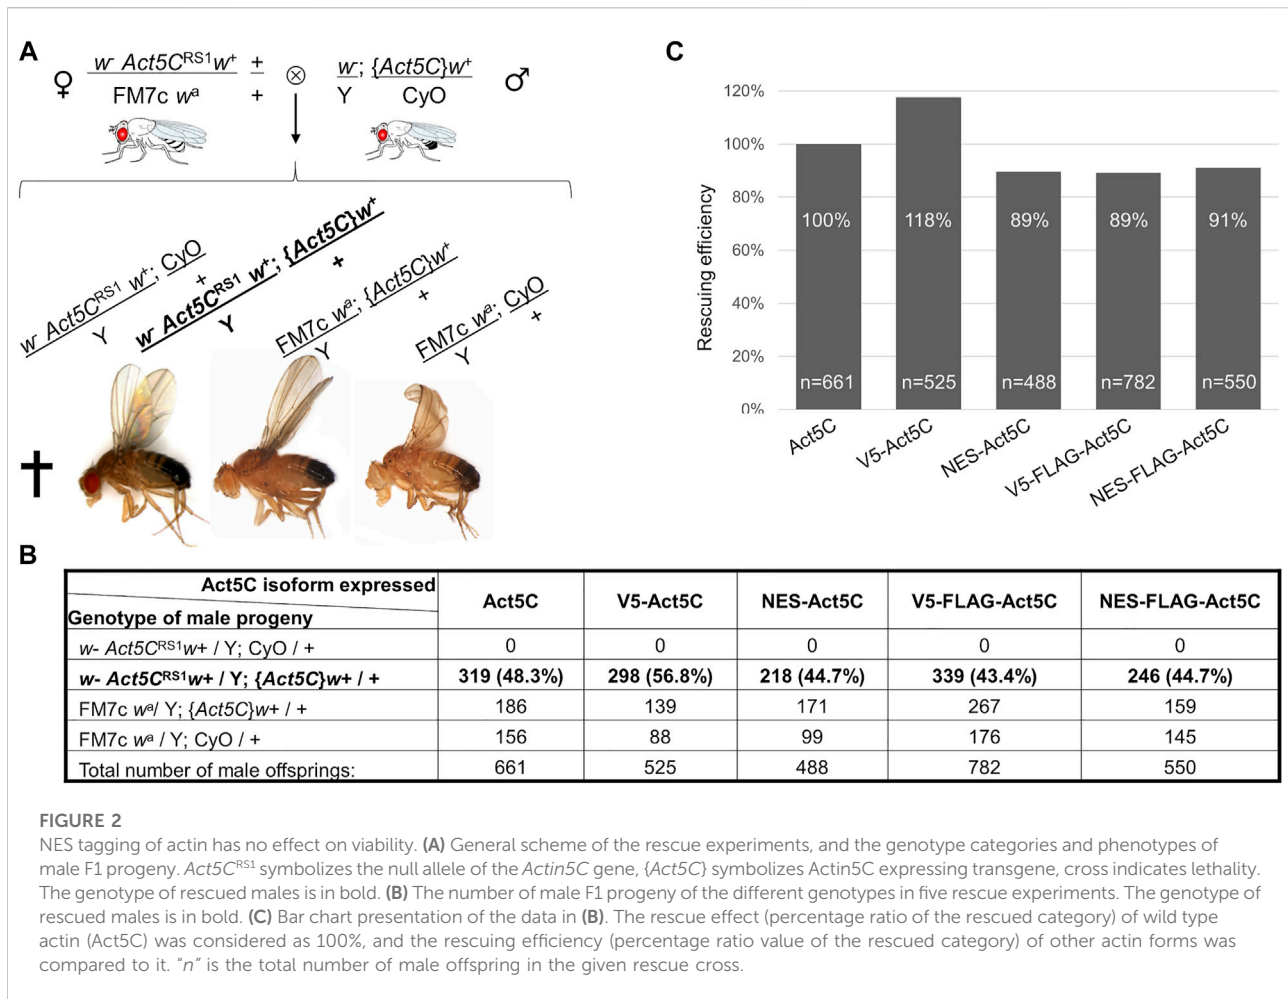 A
♀ w- Act5CRS1w+ + ⊗ w-; {Act5C}w+ ♂
FM7c wa + Y CyO
w- Act5CRS1 w+; CyO
Y +
w- Act5CRS1 w+; {Act5C}w+
Y +
FM7c wa; {Act5C}w+
Y +
FM7c wa; CyO
Y +
C
Rescuing efficiency
120%
100%
80%
60%
40%
20%
0%
100% 118% 89% 89% 91%
n=661 n=525 n=488 n=782 n=550
Act5C V5-Act5C NES-Act5C V5-FLAG-Act5C NES-FLAG-Act5C
B
Act5C isoform expressed Act5C V5-Act5C NES-Act5C V5-FLAG-Act5C NES-FLAG-Act5C
Genotype of male progeny
w- Act5CRS1w+ / Y; CyO / + 0 0 0 0 0
w- Act5CRS1w+ / Y; {Act5C}w+ / + 319 (48.3%) 298 (56.8%) 218 (44.7%) 339 (43.4%) 246 (44.7%)
FM7c wa/ Y; {Act5C}w+ / + 186 139 171 267 159
FM7c wa / Y; CyO / + 156 88 99 176 145
Total number of male offsprings: 661 525 488 782 550
FIGURE 2
NES tagging of actin has no effect on viability. (A) General scheme of the rescue experiments, and the genotype categories and phenotypes of
male F1 progeny. Act5CRS1 symbolizes the null allele of the Actin5C gene, {Act5C} symbolizes Actin5C expressing transgene, cross indicates lethality.
The genotype of rescued males is in bold. (B) The number of male F1 progeny of the different genotypes in five rescue experiments. The genotype of
rescued males is in bold. (C) Bar chart presentation of the data in (B). The rescue effect (percentage ratio of the rescued category) of wild type
actin (Act5C) was considered as 100%, and the rescuing efficiency (percentage ratio value of the rescued category) of other actin forms was
compared to it. "n" is the total number of male offspring in the given rescue cross.